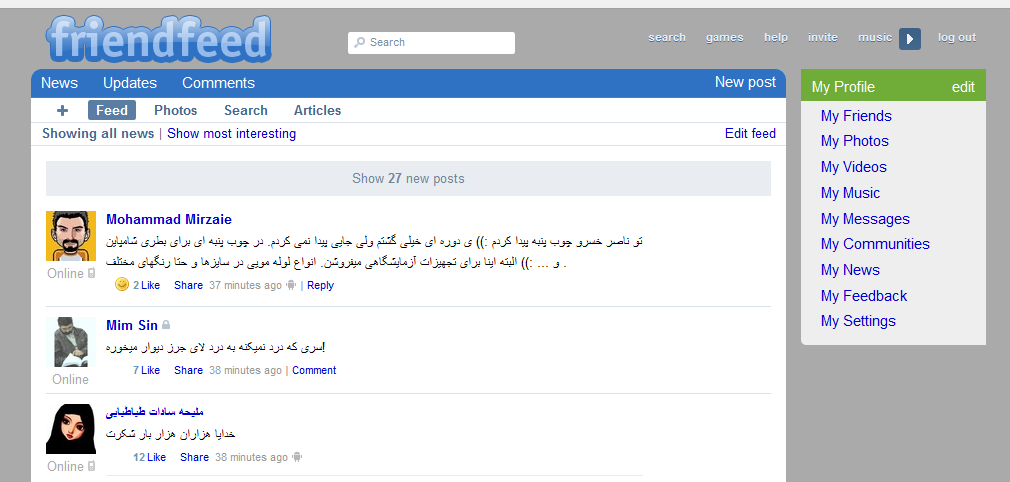 friendfeed
Search
search games help invite music log out
News Updates Comments New post
+ Feed Photos Search Articles
Showing all news | Show most interesting Edit feed
Show 27 new posts
Mohammad Mirzaie
تو ناصر خسرو چوب پنبه پیدا کردم :)) ی دوره ای خیلی گشتم ولی جایی پیدا نمی کردم. در چوب پنبه ای برای بطری شامپاین
و ... :)) البته اینا برای تجهیزات آزمایشگاهی میفروشن. انواع لوله مویی در سایزها و حتا رنگهای مختلف .
Online
2 Like Share 37 minutes ago | Reply
Mim Sin
سری که درد نمیکنه به درد لای جرز دیوار میخوره!
Online
7 Like Share 38 minutes ago | Comment
ملیحه سادات طباطبایی
خدایا هزاران هزار بار شکرت
Online
12 Like Share 38 minutes ago
My Profile edit
My Friends
My Photos
My Videos
My Music
My Messages
My Communities
My News
My Feedback
My Settings